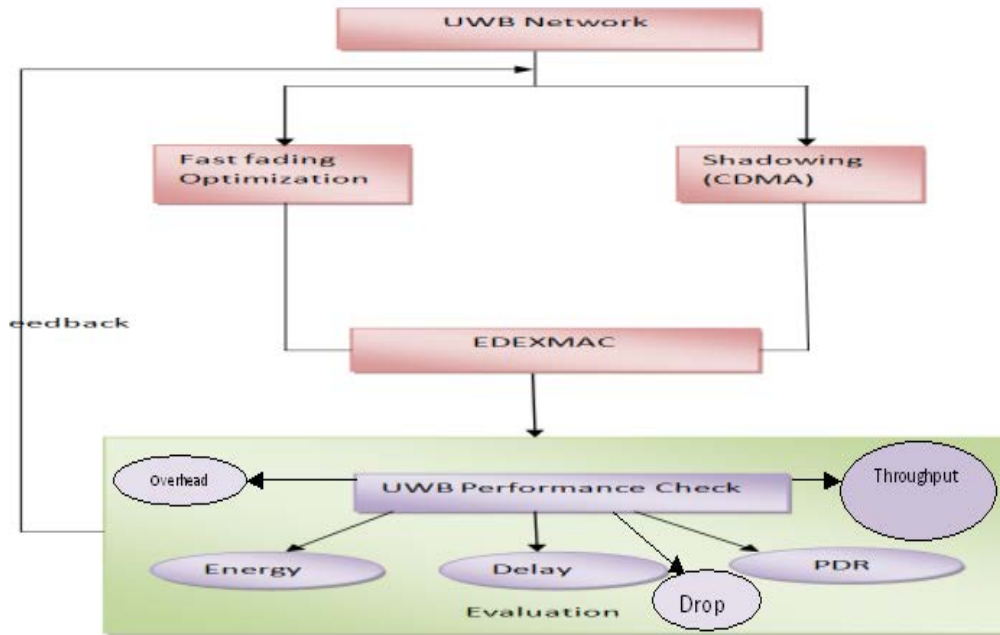 UWB Network
Fast fading
Optimization
Shadowing
(CDMA)
eedback
EDEXMAC
Overhead
UWB Performance Check
Throughput
Energy
Delay
PDR
Drop
Evaluation